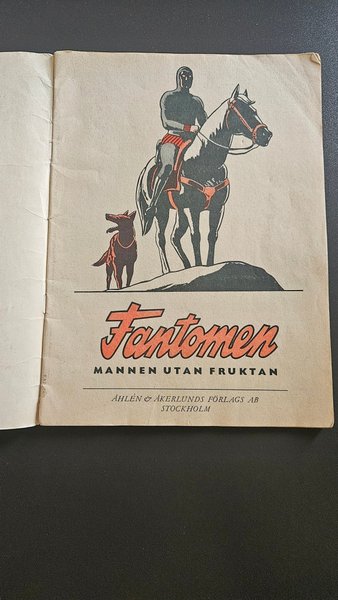 Fantomen
MANNEN UTAN FRUKTAN
ÅHLÉN & ÅKERLUNDS FÖRLAGS AB
STOCKHOLM